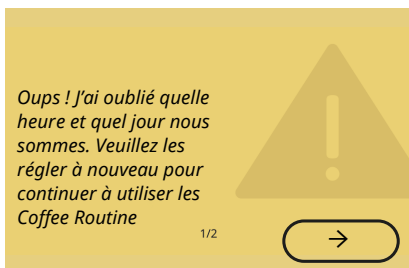 Oups ! J’ai oublié quelle
heure et quel jour nous
sommes. Veuillez les
régler à nouveau pour
continuer à utiliser les
Coffee Routine
1/2